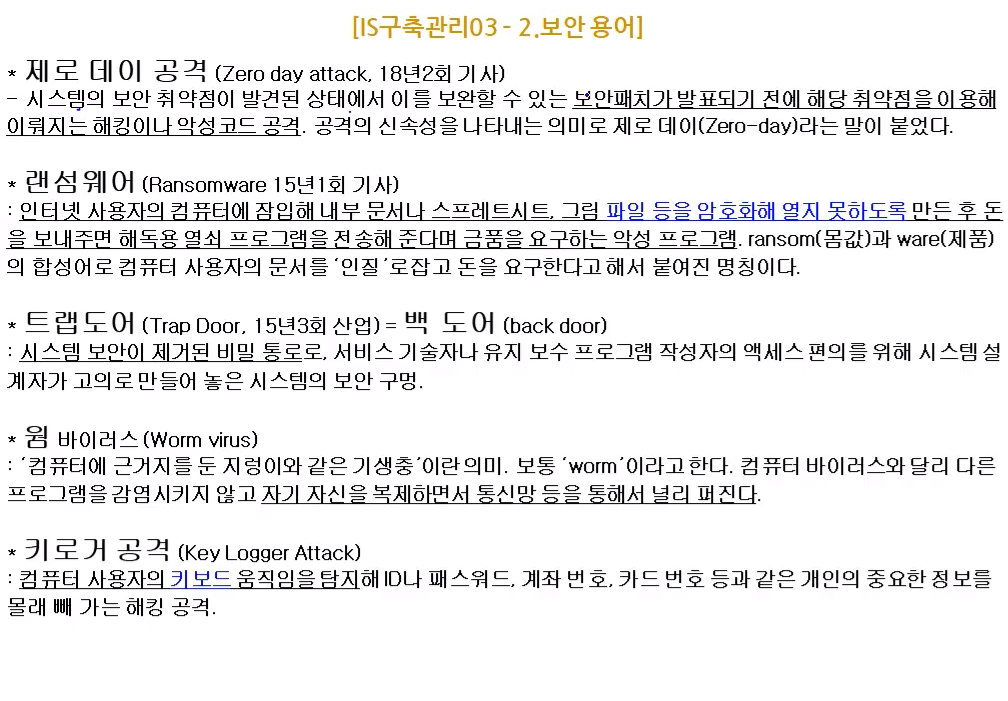 [IS구축관리03 - 2.보안 용어]
* 제로 데이 공격 (Zero day attack, 18년2회 기사)
- 시스템의 보안 취약점이 발견된 상태에서 이를 보완할 수 있는 보안패치가 발표되기 전에 해당 취약점을 이용해
이뤄지는 해킹이나 악성코드 공격. 공격의 신속성을 나타내는 의미로 제로 데이(Zero-day)라는 말이 붙었다.
* 랜섬웨어 (Ransomware 15년1회 기사)
: 인터넷 사용자의 컴퓨터에 잠입해 내부 문서나 스프레트시트, 그림 파일 등을 암호화해 열지 못하도록 만든 후 돈
을 보내주면 해독용 열쇠 프로그램을 전송해 준다며 금품을 요구하는 악성 프로그램. ransom(몸값)과 ware(제품)
의 합성어로 컴퓨터 사용자의 문서를 ‘인질’로잡고 돈을 요구한다고 해서 붙여진 명칭이다.
* 트랩도어 (Trap Door, 15년3회 산업) = 백 도어 (back door)
: 시스템 보안이 제거된 비밀 통로로, 서비스 기술자나 유지 보수 프로그램 작성자의 액세스 편의를 위해 시스템 설
계자가 고의로 만들어 놓은 시스템의 보안 구멍.
* 웜 바이러스 (Worm virus)
: ‘컴퓨터에 근거지를 둔 지렁이와 같은 기생충’이란 의미. 보통 ‘worm’이라고 한다. 컴퓨터 바이러스와 달리 다른
프로그램을 감염시키지 않고 자기 자신을 복제하면서 통신망 등을 통해서 널리 퍼진다.
* 키로거 공격 (Key Logger Attack)
: 컴퓨터 사용자의 키보드 움직임을 탐지해 ID나 패스워드, 계좌 번호, 카드 번호 등과 같은 개인의 중요한 정보를
몰래 빼 가는 해킹 공격.